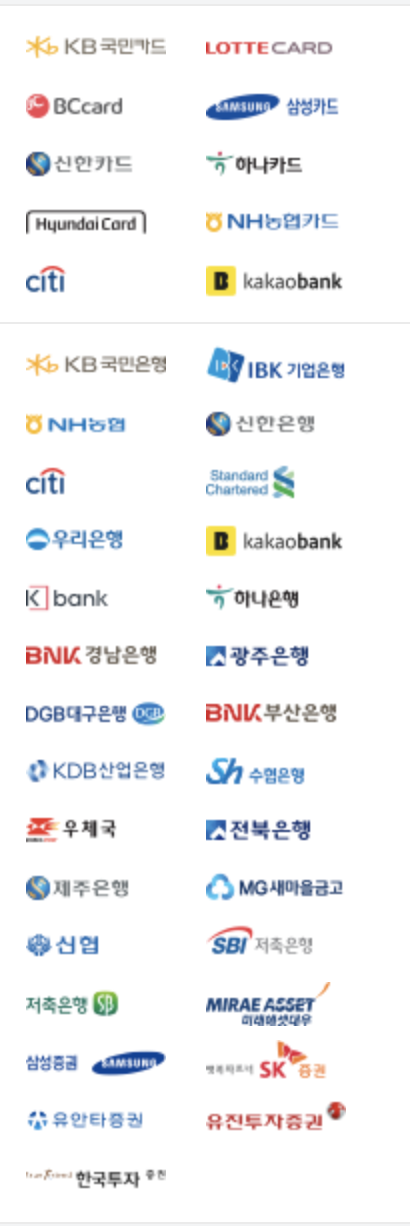 KB국민카드 LOTTE CARD
BCcard SAMSUNG 삼성카드
신한카드 하나카드
Hyundai Card NH농협카드
citi B kakaobank
KB국민은행 IBK 기업은행
NH농협 신한은행
citi Standard Chartered
우리은행 B kakaobank
K bank 하나은행
BNK 경남은행 광주은행
DGB대구은행 DGB BNK 부산은행
KDB산업은행 Sh 수협은행
우체국 전북은행
제주은행 MG새마을금고
신협 SBI 저축은행
저축은행 SB MIRAE ASSET
미래에셋대우
삼성증권 SAMSUNG SK 증권
유안타증권 유진투자증권
한국투자 증권